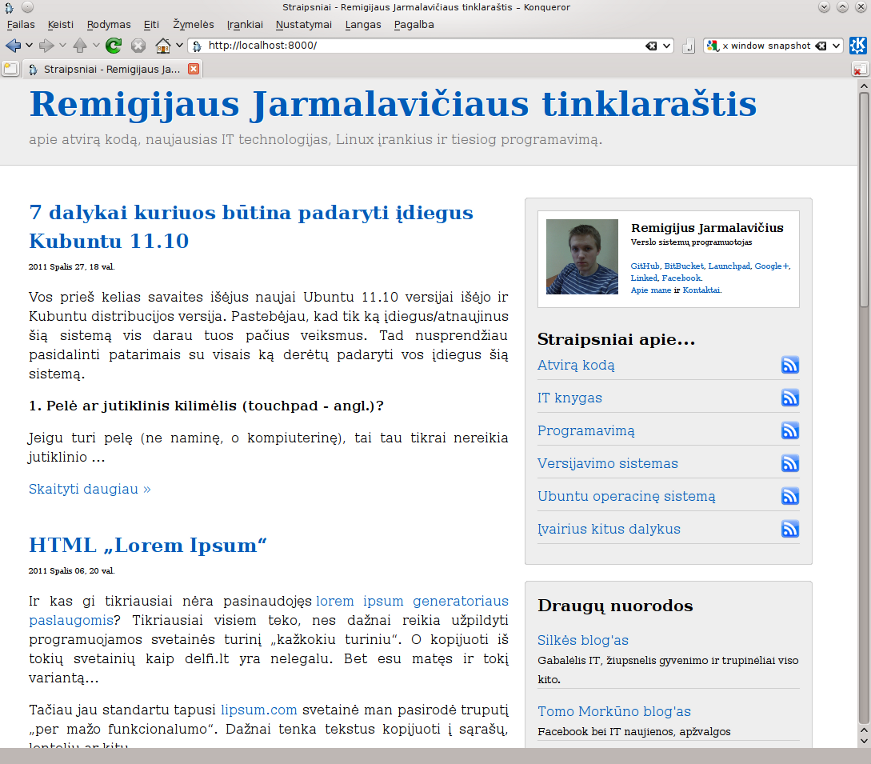 Straipsniai - Remigijaus Jarmalavičiaus tinklaraštis – Konqueror
Failas Keisti Rodymas Eiti Žymelės Įrankiai Nustatymai Langas Pagalba
http://localhost:8000/
x window snapshot
Straipsniai - Remigijaus Ja...
Remigijaus Jarmalavičiaus tinklaraštis
apie atvirą kodą, naujausias IT technologijas, Linux įrankius ir tiesiog programavimą.
7 dalykai kuriuos būtina padaryti įdiegus
Kubuntu 11.10
2011 Spalis 27, 18 val.
Vos prieš kelias savaites išėjus naujai Ubuntu 11.10 versijai išėjo ir
Kubuntu distribucijos versija. Pastebėjau, kad tik ką įdiegus/atnaujinus
šią sistemą vis darau tuos pačius veiksmus. Tad nusprendžiau
pasidalinti patarimais su visais ką derėtų padaryti vos įdiegus šią
sistemą.
1. Pelė ar jutiklinis kilimėlis (touchpad - angl.)?
Jeigu turi pelę (ne naminę, o kompiuterinę), tai tau tikrai nereikia
jutiklinio ...
Skaityti daugiau »
HTML „Lorem Ipsum“
2011 Spalis 06, 20 val.
Ir kas gi tikriausiai nėra pasinaudojęs lorem ipsum generatoriaus
paslaugomis? Tikriausiai visiem teko, nes dažnai reikia užpildyti
programuojamos svetainės turinį „kažkokiu turiniu“. O kopijuoti iš
tokių svetainių kaip delfi.lt yra nelegalu. Bet esu matęs ir tokį
variantą...
Tačiau jau standartu tapusi lipsum.com svetainė man pasirodė truputį
„per mažo funkcionalumo“. Dažnai tenka tekstus kopijuoti į sąrašų,
lentelių ar kitų
Remigijus Jarmalavičius
Verslo sistemų programuotojas
GitHub, BitBucket, Launchpad, Google+,
Linked, Facebook.
Apie mane ir Kontaktai.
Straipsniai apie...
Atvirą kodą
IT knygas
Programavimą
Versijavimo sistemas
Ubuntu operacinę sistemą
Įvairius kitus dalykus
Draugų nuorodos
Silkės blog'as
Gabalėlis IT, žiupsnelis gyvenimo ir trupinėliai viso
kito.
Tomo Morkūno blog'as
Facebook bei IT naujienos, apžvalgos